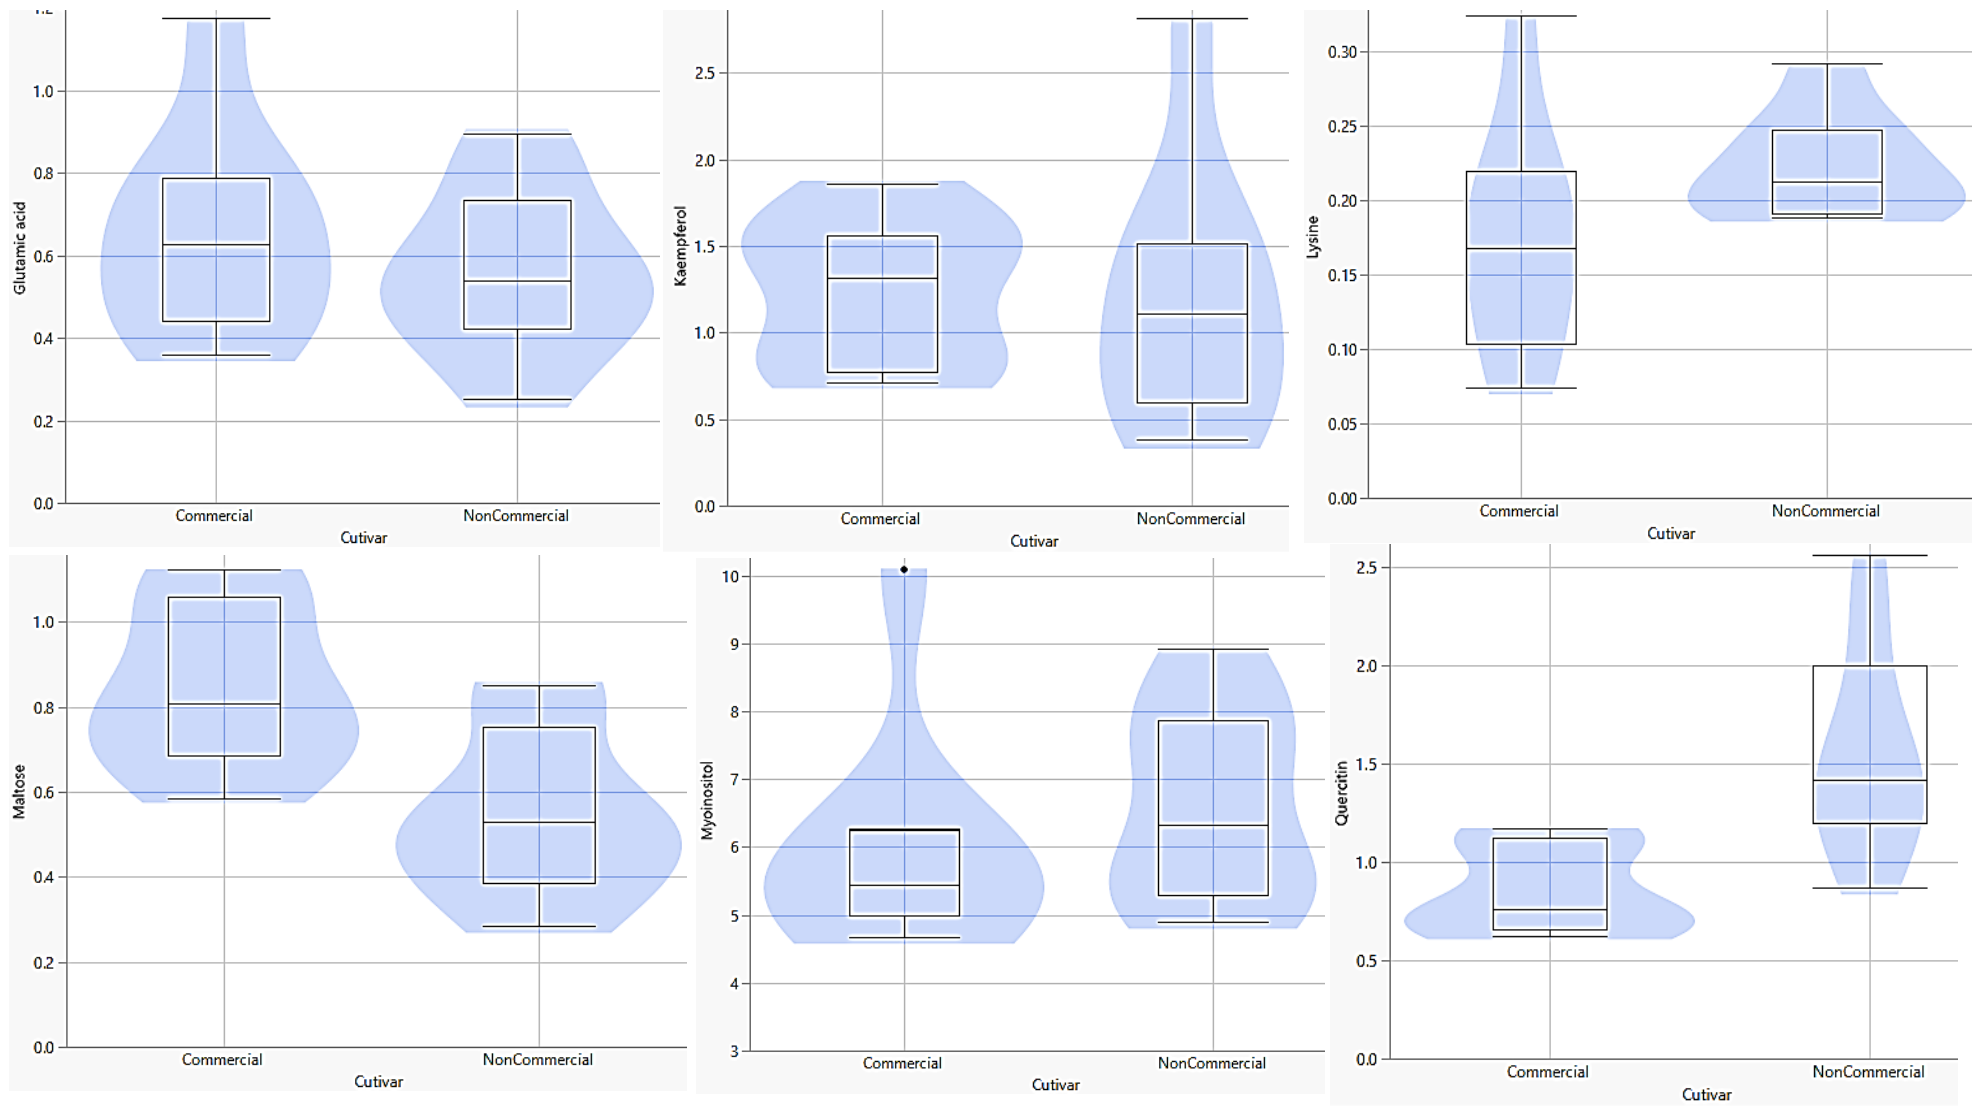 1.2
1.0
0.8
0.6
0.4
0.2
0.0
Glutamic acid
Commercial NonCommercial
Cutivar
2.5
2.0
1.5
1.0
0.5
0.0
Kaempferol
Commercial NonCommercial
Cutivar
0.30
0.25
0.20
0.15
0.10
0.05
0.00
Lysine
Commercial NonCommercial
Cutivar
1.0
0.8
0.6
0.4
0.2
0.0
Maltose
Commercial NonCommercial
Cutivar
10
9
8
7
6
5
4
3
Myoinositol
Commercial NonCommercial
Cutivar
2.5
2.0
1.5
1.0
0.5
0.0
Quercitin
Commercial NonCommercial
Cutivar